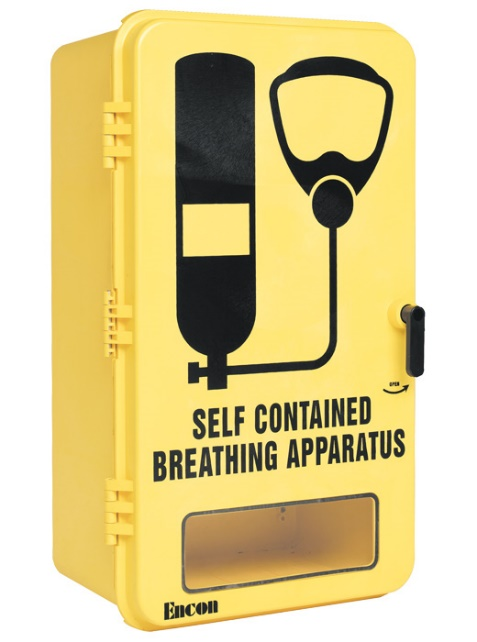 OPEN
SELF CONTAINED
BREATHING APPARATUS
Encon